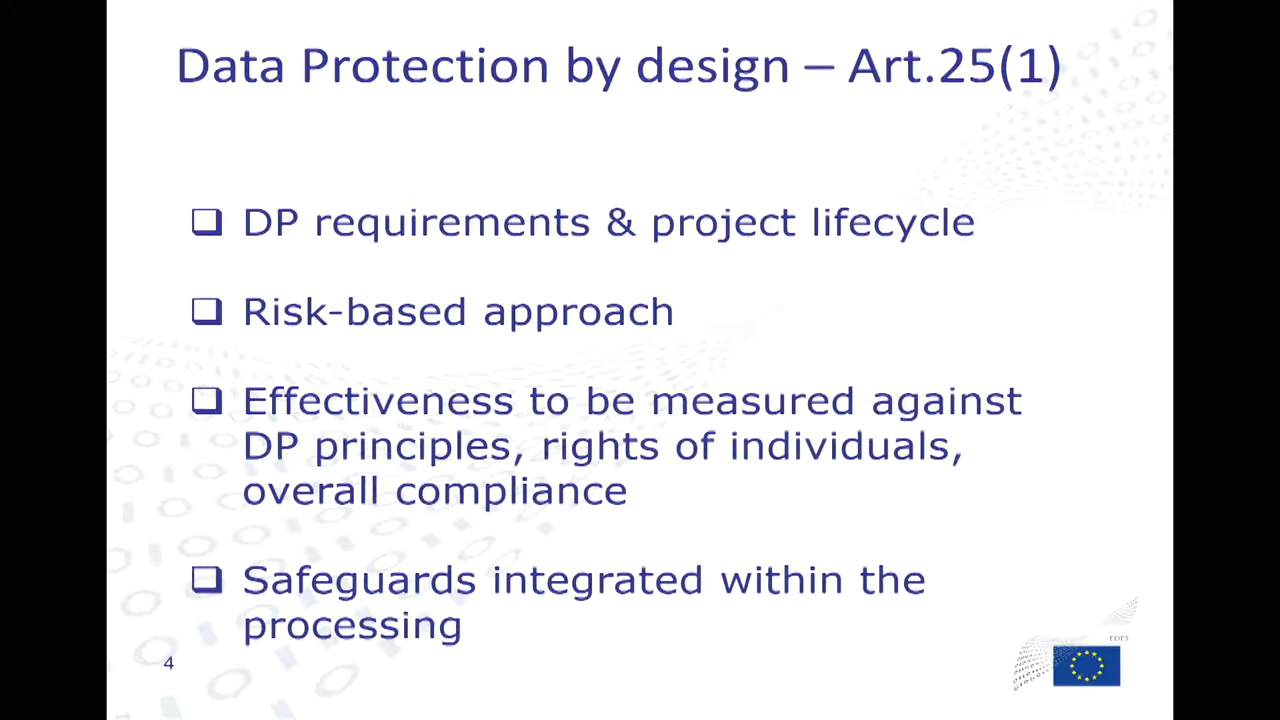 Data Protection by design – Art.25(1)
❑ DP requirements & project lifecycle
❑ Risk-based approach
❑ Effectiveness to be measured against
DP principles, rights of individuals,
overall compliance
❑ Safeguards integrated within the
processing
4
EDPS